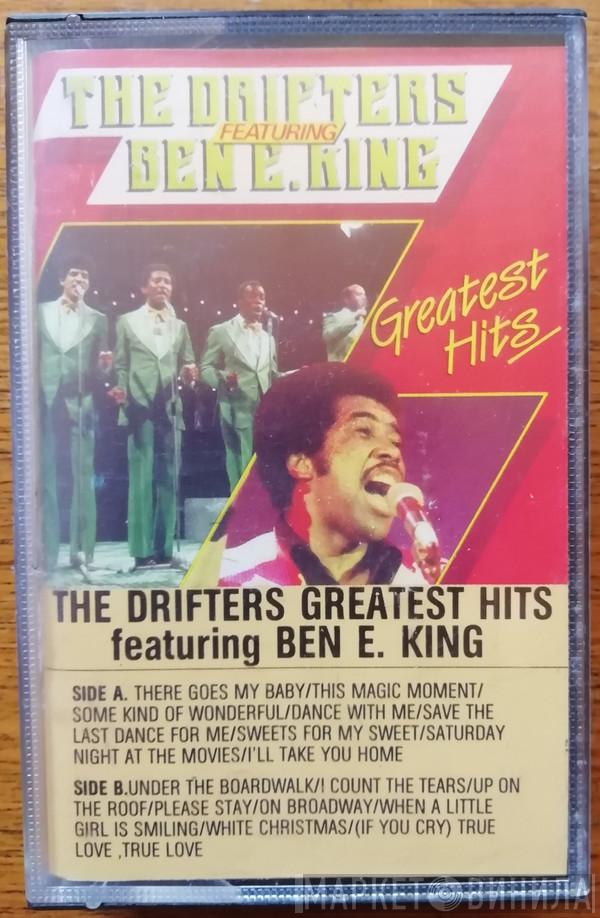 THE DRIFTERS
FEATURING
BEN E. KING
Greatest
Hits
THE DRIFTERS GREATEST HITS
featuring BEN E. KING
SIDE A. THERE GOES MY BABY/THIS MAGIC MOMENT/
SOME KIND OF WONDERFUL/DANCE WITH ME/SAVE THE
LAST DANCE FOR ME/SWEETS FOR MY SWEET/SATURDAY
NIGHT AT THE MOVIES/I'LL TAKE YOU HOME
SIDE B.UNDER THE BOARDWALK/I COUNT THE TEARS/UP ON
THE ROOF/PLEASE STAY/ON BROADWAY/WHEN A LITTLE
GIRL IS SMILING/WHITE CHRISTMAS/(IF YOU CRY) TRUE
LOVE ,TRUE LOVE
МАРКЕТ ВИНИЛА